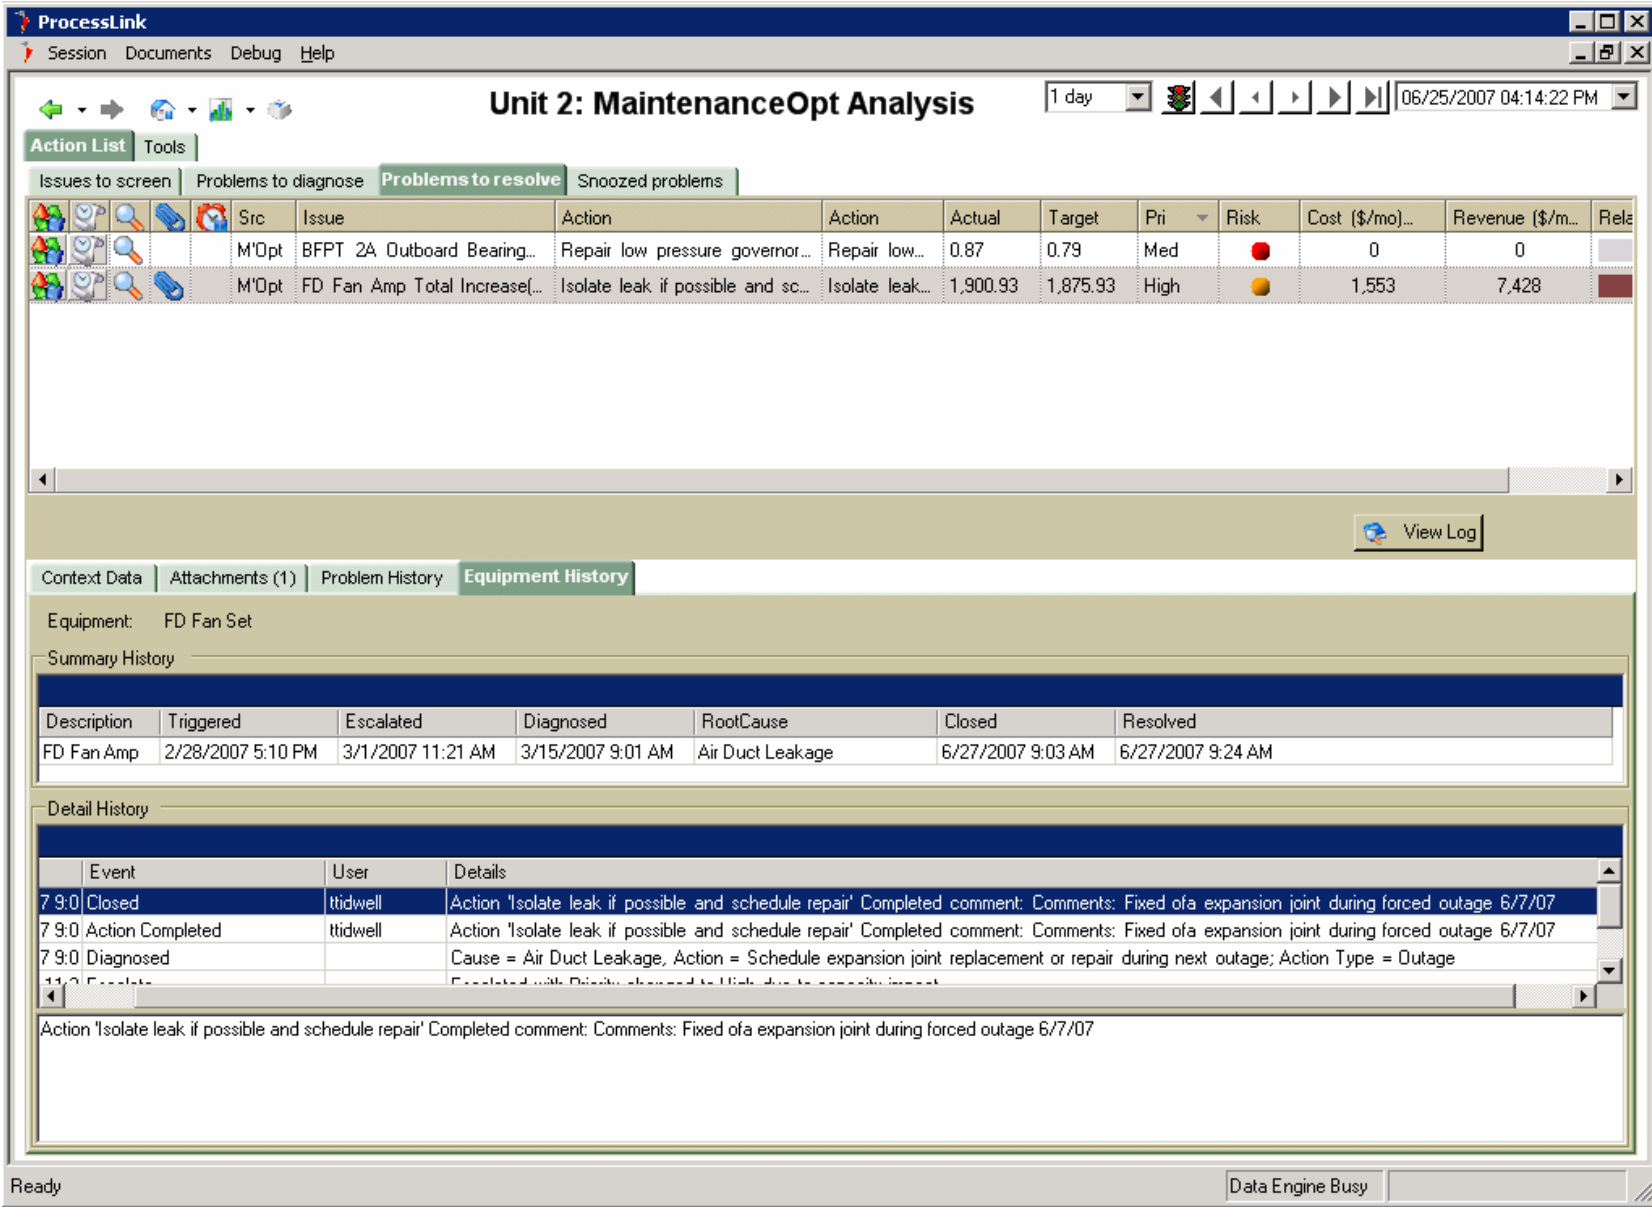 ProcessLink
Session Documents Debug Help
Unit 2: MaintenanceOpt Analysis
1 day
06/25/2007 04:14:22 PM
Action List Tools
Issues to screen Problems to diagnose Problems to resolve Snoozed problems
Src Issue Action Action Actual Target Pri Risk Cost ($/mo)... Revenue ($/m... Rela
M'Opt BFPT 2A Outboard Bearing... Repair low pressure governor... Repair low... 0.87 0.79 Med 0 0
M'Opt FD Fan Amp Total Increase(... Isolate leak if possible and sc... Isolate leak... 1,900.93 1,875.93 High 1,553 7,428
View Log
Context Data Attachments (1) Problem History Equipment History
Equipment: FD Fan Set
Summary History
Description Triggered Escalated Diagnosed RootCause Closed Resolved
FD Fan Amp 2/28/2007 5:10 PM 3/1/2007 11:21 AM 3/15/2007 9:01 AM Air Duct Leakage 6/27/2007 9:03 AM 6/27/2007 9:24 AM
Detail History
Event User Details
7 9:0 Closed ttidwell Action 'Isolate leak if possible and schedule repair' Completed comment: Comments: Fixed ofa expansion joint during forced outage 6/7/07
7 9:0 Action Completed ttidwell Action 'Isolate leak if possible and schedule repair' Completed comment: Comments: Fixed ofa expansion joint during forced outage 6/7/07
7 9:0 Diagnosed Cause = Air Duct Leakage, Action = Schedule expansion joint replacement or repair during next outage; Action Type = Outage
11:2 Escalate Escalated with Priority changed to High due to capacity impact
Action 'Isolate leak if possible and schedule repair' Completed comment: Comments: Fixed ofa expansion joint during forced outage 6/7/07
Ready
Data Engine Busy